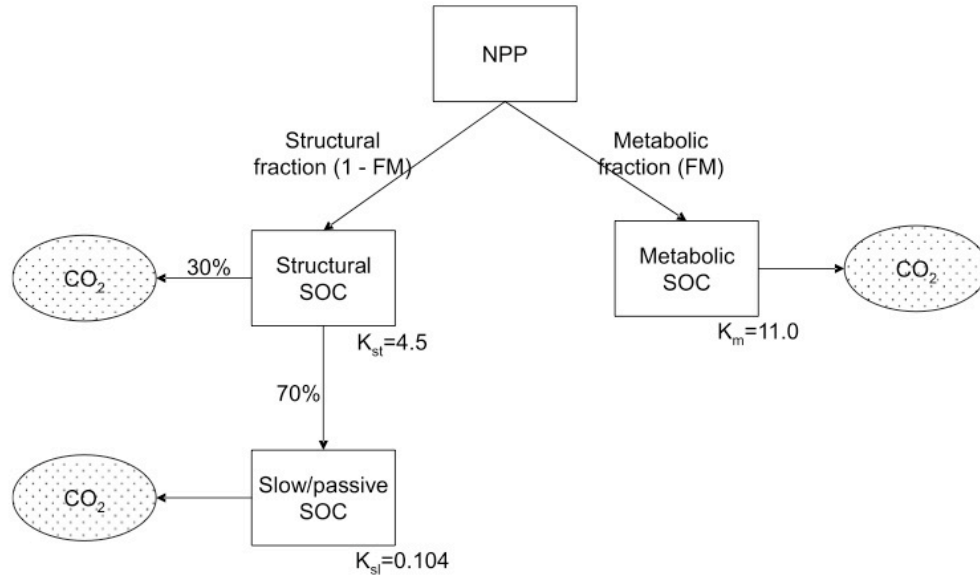 NPP
Structural
fraction (1 - FM)
Metabolic
fraction (FM)
CO₂
30%
Structural
SOC
Metabolic
SOC
CO₂
Kₛₜ=4.5
Kₘ=11.0
70%
CO₂
Slow/passive
SOC
Kₛₗ=0.104